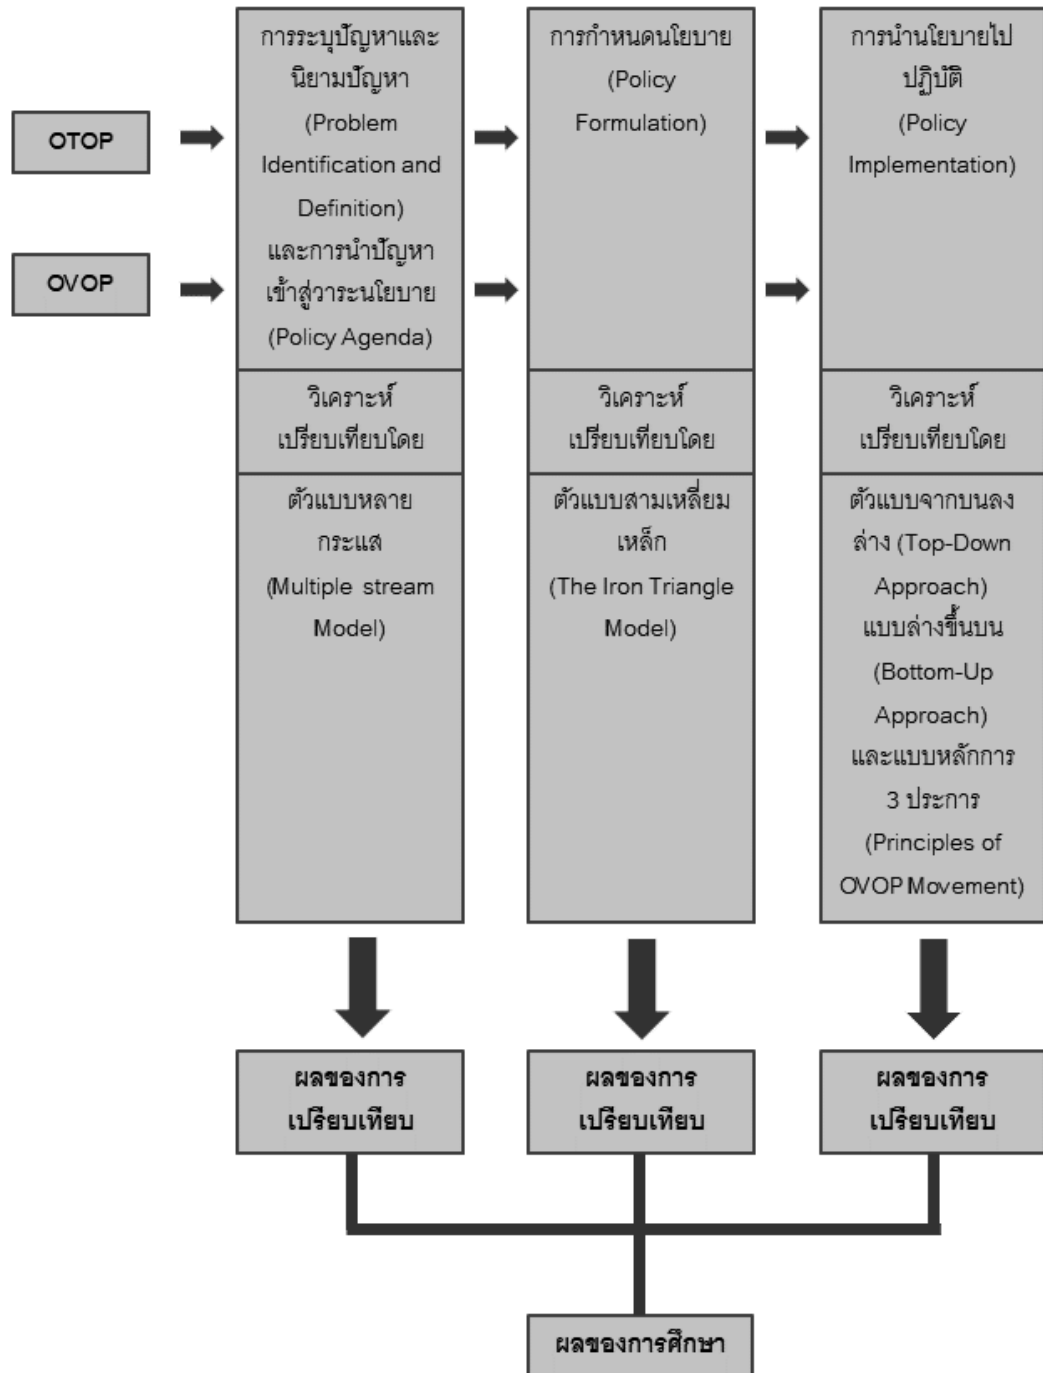 OTOP
OVOP
การระบุปัญหาและ
นิยามปัญหา
(Problem
Identification and
Definition)
และการนำปัญหา
เข้าสู่วาระนโยบาย
(Policy Agenda)
วิเคราะห์
เปรียบเทียบโดย
ตัวแบบหลาย
กระแส
(Multiple stream
Model)
การกำหนดนโยบาย
(Policy
Formulation)
วิเคราะห์
เปรียบเทียบโดย
ตัวแบบสามเหลี่ยม
เหล็ก
(The Iron Triangle
Model)
การนำนโยบายไป
ปฏิบัติ
(Policy
Implementation)
วิเคราะห์
เปรียบเทียบโดย
ตัวแบบจากบนลง
ล่าง (Top-Down
Approach)
แบบล่างขึ้นบน
(Bottom-Up
Approach)
และแบบหลักการ
3 ประการ
(Principles of
OVOP Movement)
ผลของการ
เปรียบเทียบ
ผลของการ
เปรียบเทียบ
ผลของการ
เปรียบเทียบ
ผลของการศึกษา